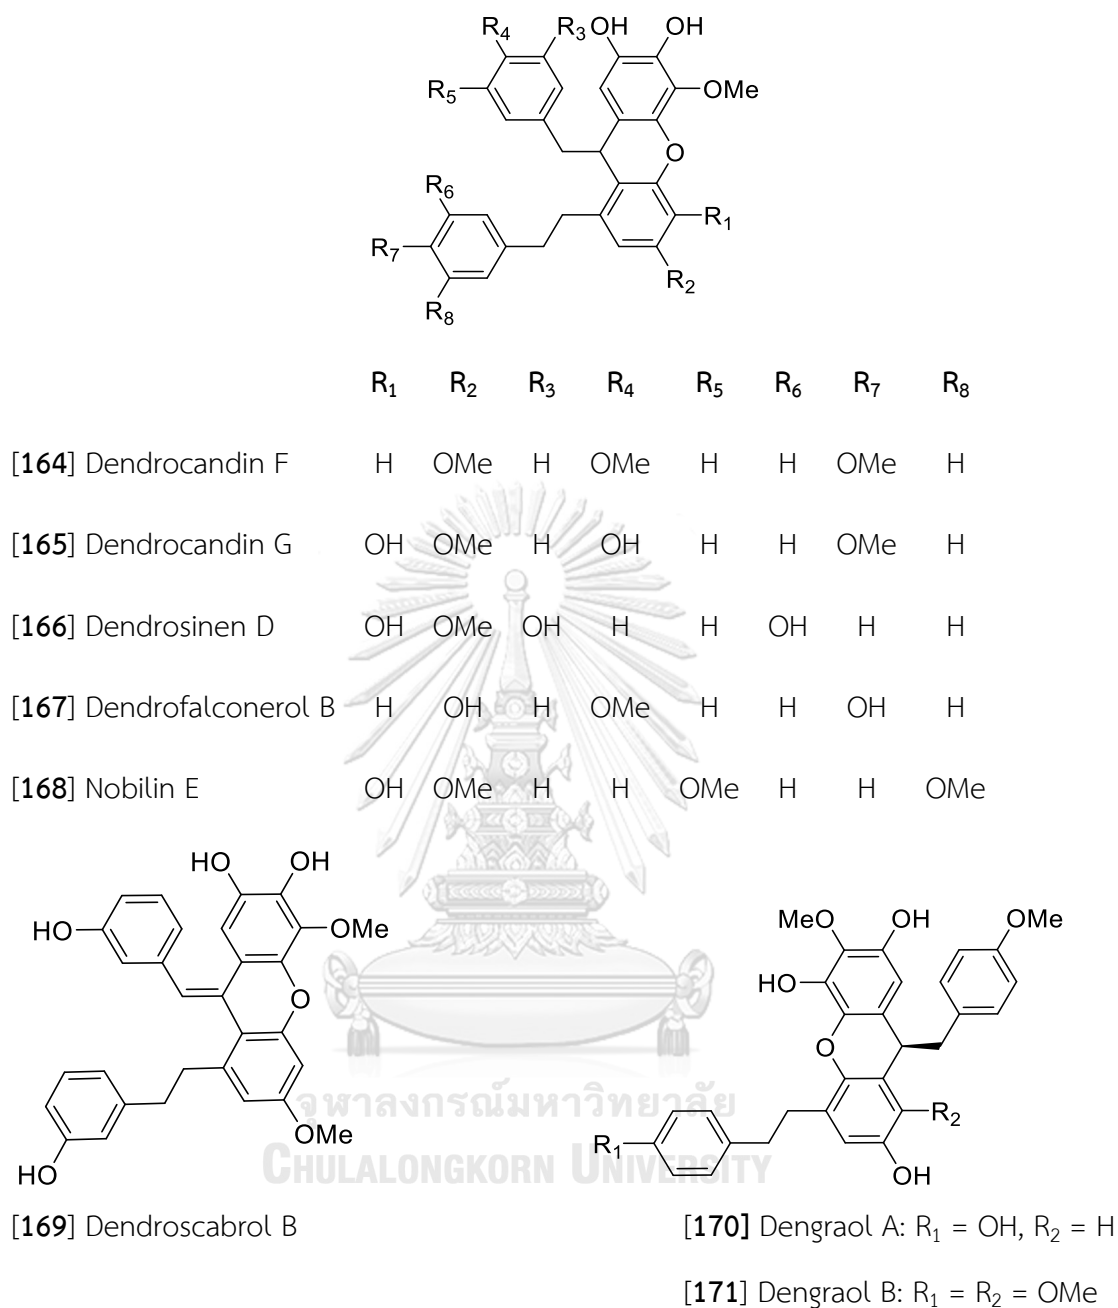 R4 R3 OH OH
R5 OMe
O
R6
R1
R7
R2
R8
R1 R2 R3 R4 R5 R6 R7 R8
[164] Dendrocandin F H OMe H OMe H H OMe H
[165] Dendrocandin G OH OMe H OH H H OMe H
[166] Dendrosinen D OH OMe OH H H OH H H
[167] Dendrofalconerol B H OH H OMe H H OH H
[168] Nobilin E OH OMe H H OMe H H OMe
HO OH
HO OMe
O
OMe
HO
MeO OH OMe
HO
O
R2
R1
OH
จุฬาลงกรณ์มหาวิทยาลัย
CHULALONGKORN UNIVERSITY
[169] Dendroscabrol B [170] Dengraol A: R1 = OH, R2 = H
[171] Dengraol B: R1 = R2 = OMe